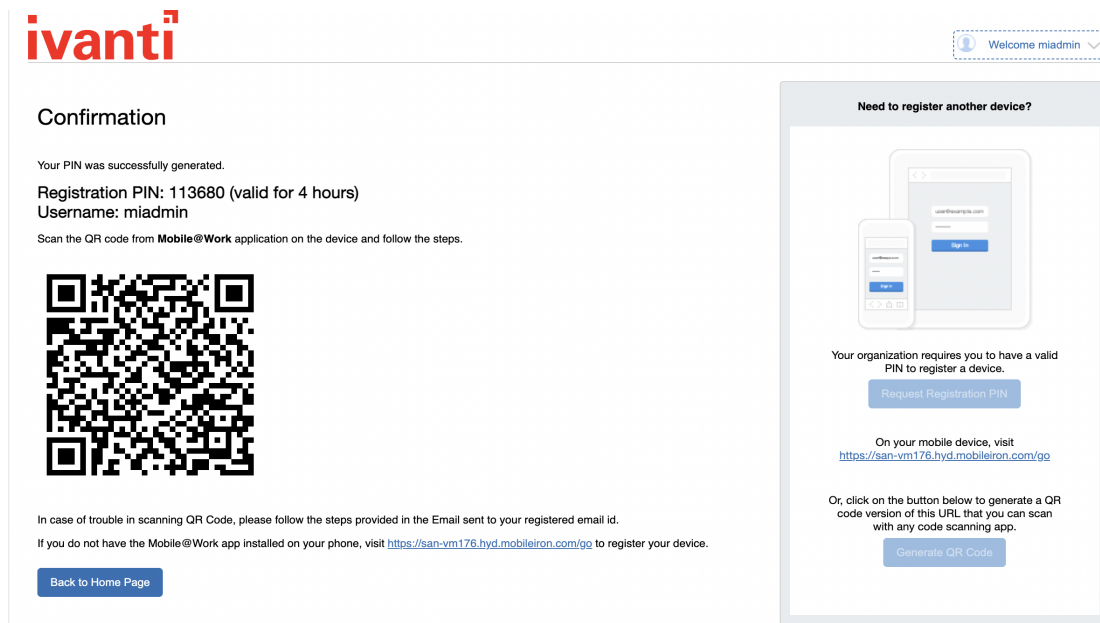 ivanti
Welcome miadmin
Confirmation
Your PIN was successfully generated.
Registration PIN: 113680 (valid for 4 hours)
Username: miadmin
Scan the QR code from Mobile@Work application on the device and follow the steps.
In case of trouble in scanning QR Code, please follow the steps provided in the Email sent to your registered email id.
If you do not have the Mobile@Work app installed on your phone, visit https://san-vm176.hyd.mobileiron.com/go to register your device.
Back to Home Page
Need to register another device?
user@example.com
Sign In
user@example.com
Sign In
Your organization requires you to have a valid
PIN to register a device.
Request Registration PIN
On your mobile device, visit
https://san-vm176.hyd.mobileiron.com/go
Or, click on the button below to generate a QR
code version of this URL that you can scan
with any code scanning app.
Generate QR Code